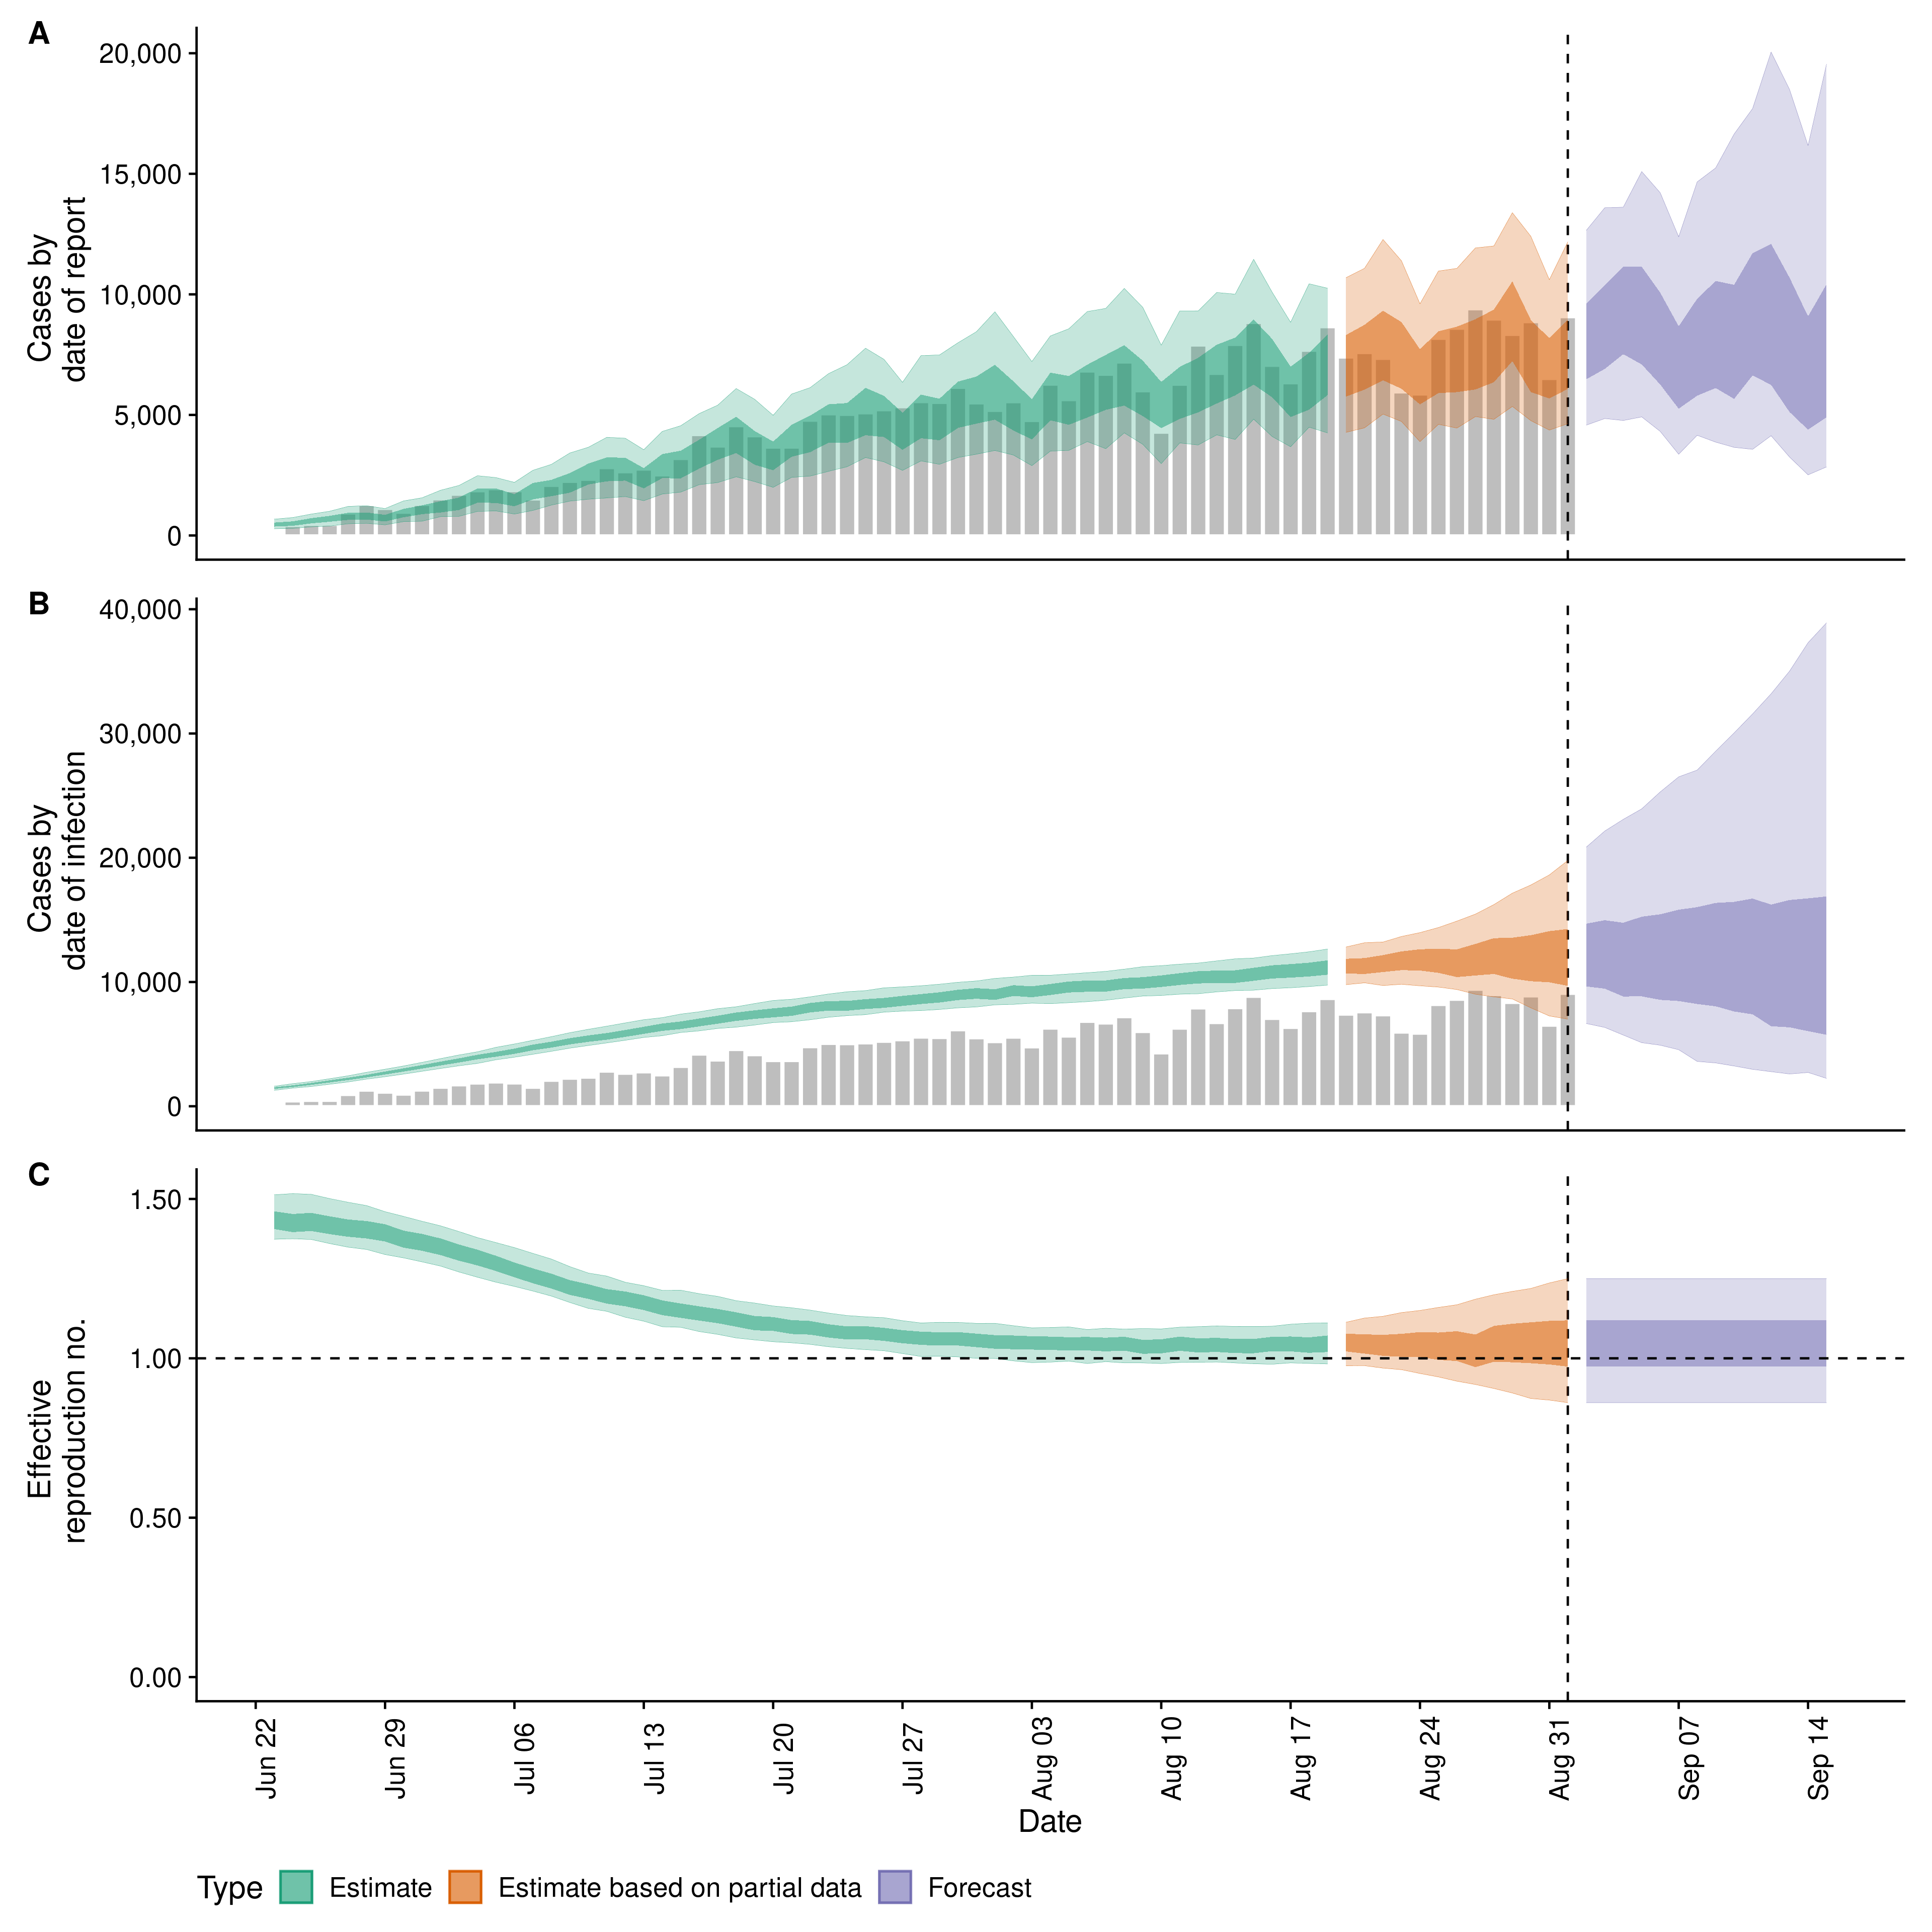 A
20,000
15,000
10,000
5,000
0
Cases by
date of report
B
40,000
30,000
20,000
10,000
0
Cases by
date of infection
C
1.50
1.00
0.50
0.00
Effective
reproduction no.
Jun 22
Jun 29
Jul 06
Jul 13
Jul 20
Jul 27
Aug 03
Aug 10
Aug 17
Aug 24
Aug 31
Sep 07
Sep 14
Date
Type
Estimate
Estimate based on partial data
Forecast